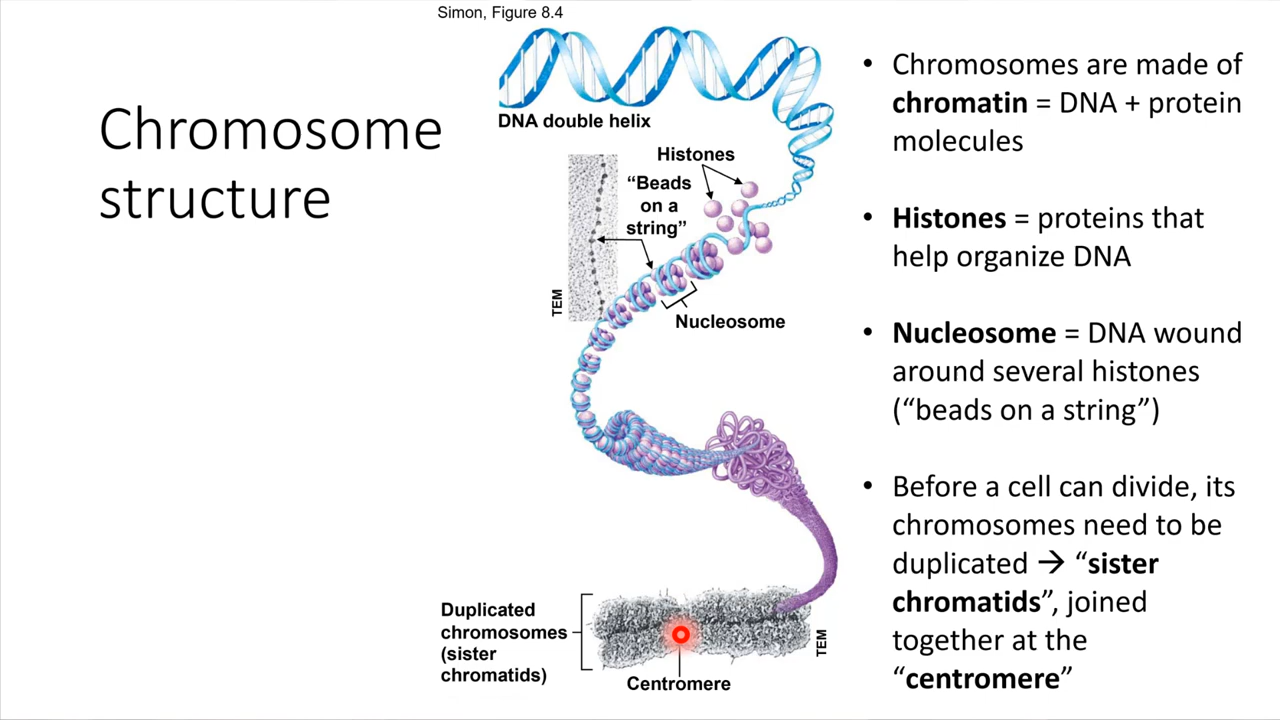 Simon, Figure 8.4
Chromosome
structure
DNA double helix
Histones
“Beads
on a
string”
TEM
Nucleosome
Duplicated
chromosomes
(sister
chromatids)
TEM
Centromere
• Chromosomes are made of
chromatin = DNA + protein
molecules
• Histones = proteins that
help organize DNA
• Nucleosome = DNA wound
around several histones
(“beads on a string”)
• Before a cell can divide, its
chromosomes need to be
duplicated → “sister
chromatids”, joined
together at the
“centromere”